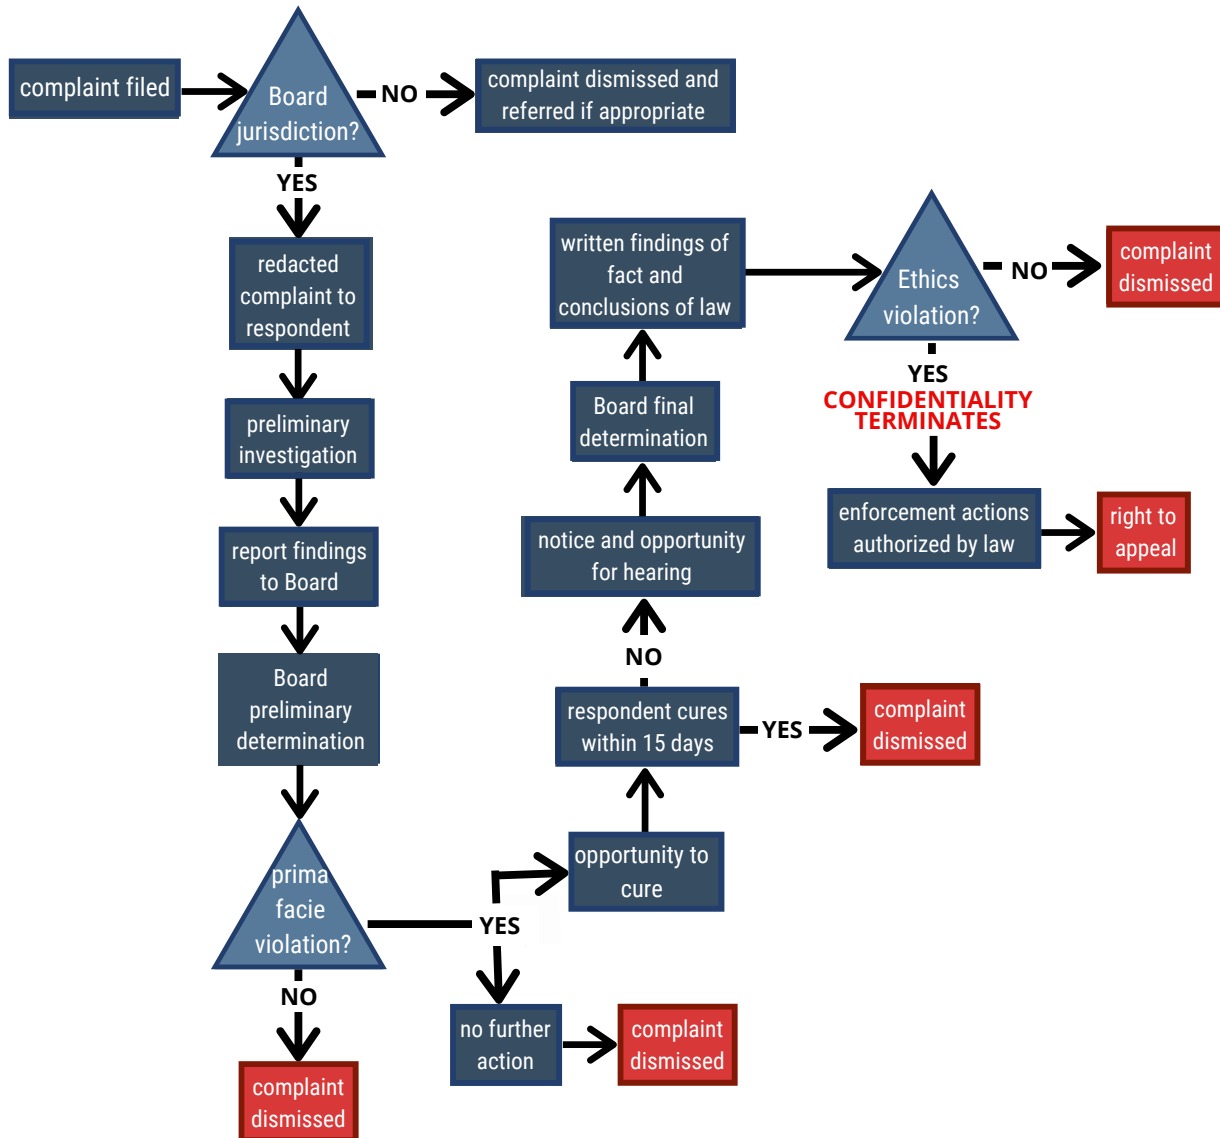 complaint filed
Board
jurisdiction?
NO
complaint dismissed and
referred if appropriate
YES
redacted
complaint to
respondent
preliminary
investigation
report findings
to Board
Board
preliminary
determination
prima
facie
violation?
NO
complaint
dismissed
YES
no further
action
complaint
dismissed
opportunity to
cure
respondent cures
within 15 days
YES
complaint
dismissed
NO
notice and opportunity
for hearing
Board final
determination
written findings of
fact and
conclusions of law
Ethics
violation?
NO
complaint
dismissed
YES
CONFIDENTIALITY
TERMINATES
enforcement actions
authorized by law
right to
appeal